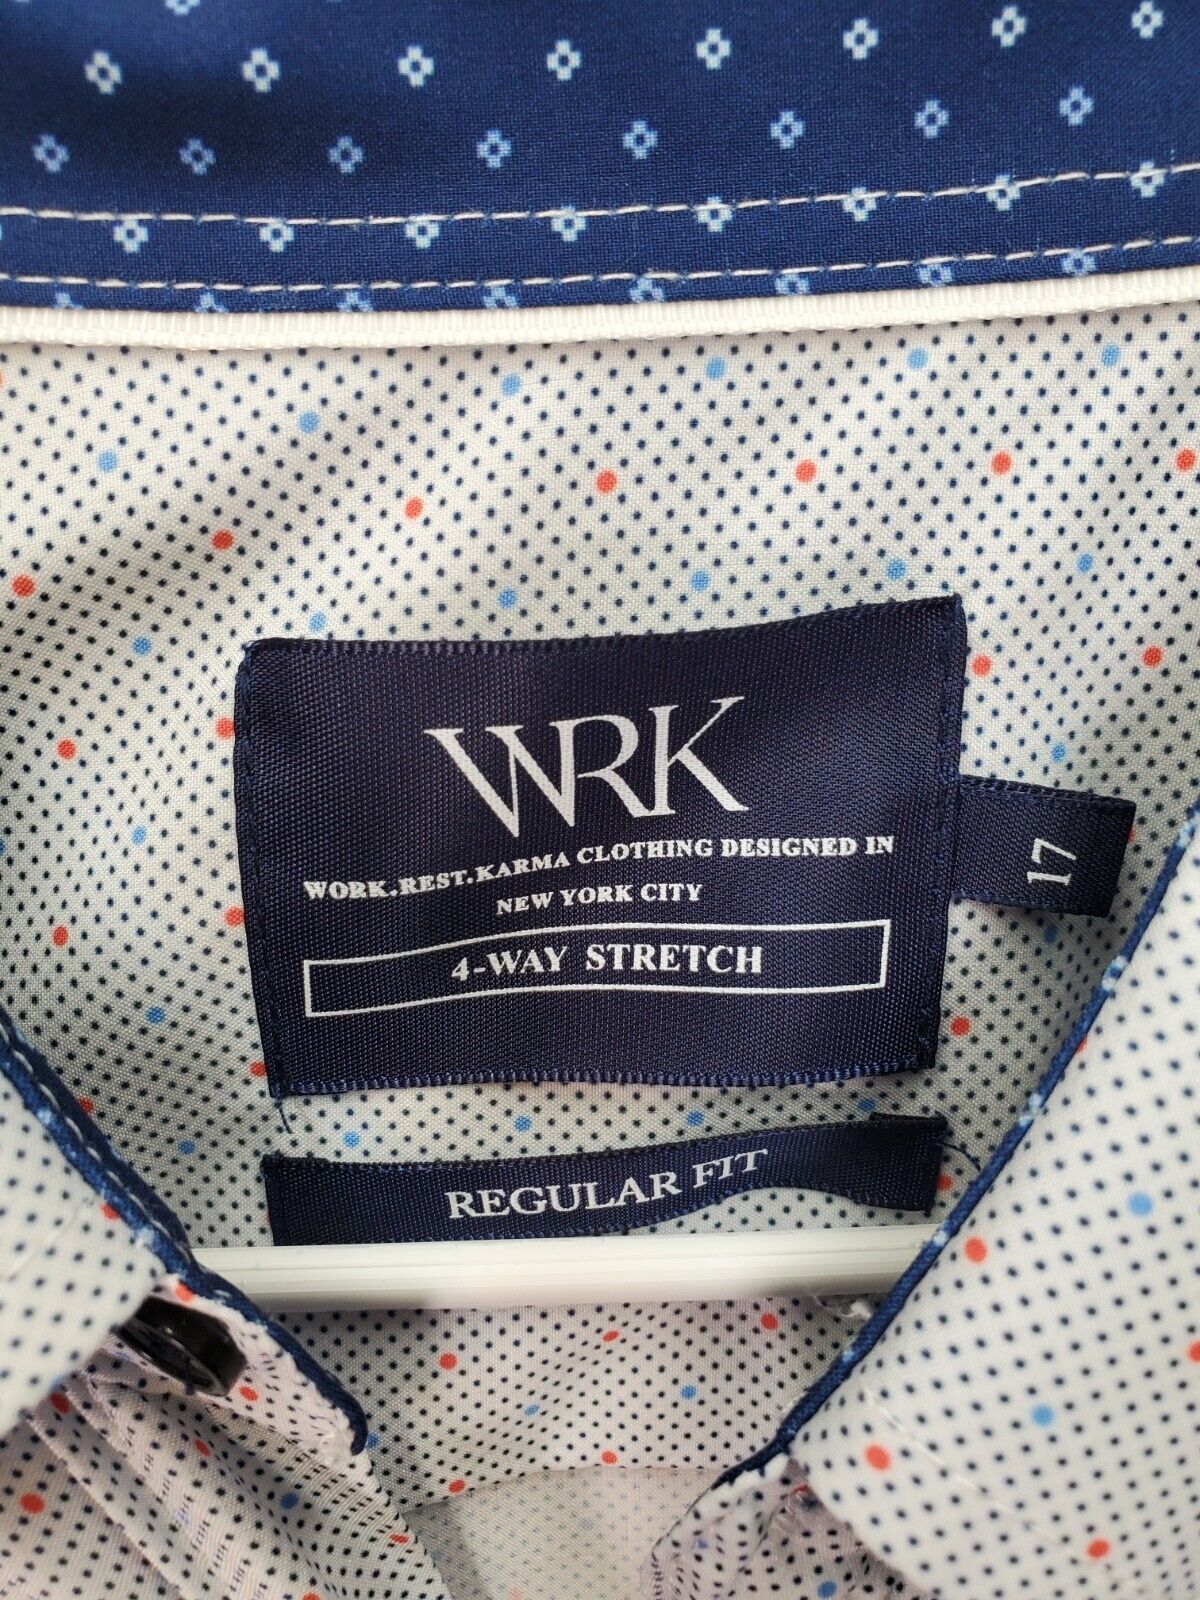 WRK
WORK.REST.KARMA CLOTHING DESIGNED IN
NEW YORK CITY
4-WAY STRETCH
17
REGULAR FIT